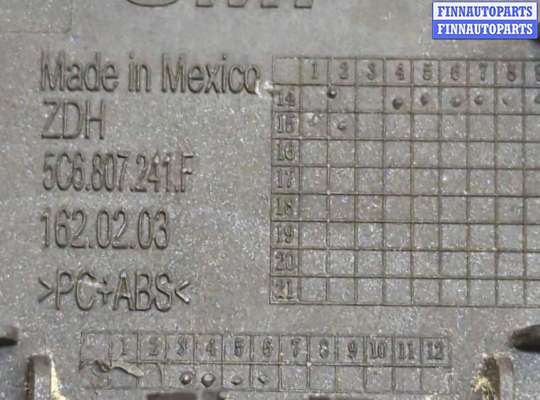 FINNAUTOPARTS
FINNAUTOPARTS
Made in Mexico
ZDH
5C6.807.241.F
162.02.03
>PC+ABS<
1 2 3 4 5 6 7 8 9
14
15
16
17
18
19
20
21
1 2 3 4 5 6 7 8 9 10 11 12